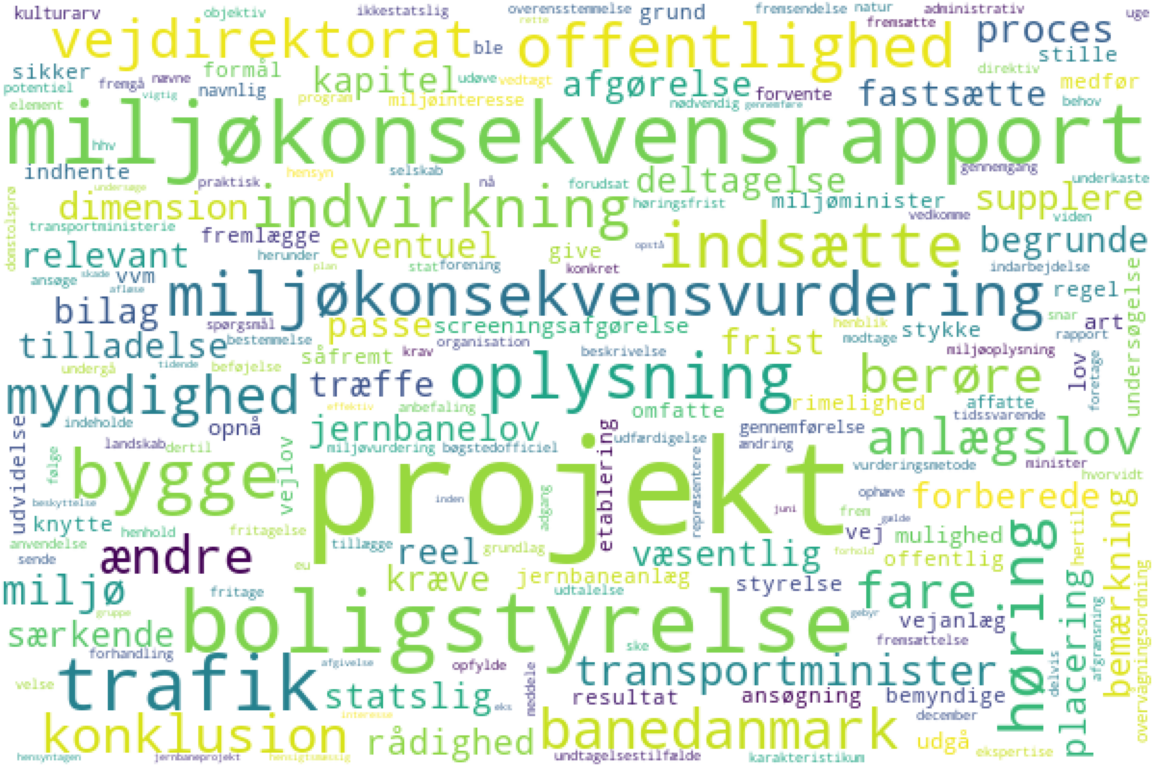 kulturarv objektiv ikkestatslig overensstemmelse grund fremsendelse natur administrativ uge
vejdirektorat ble rette offentlighed fremsætte proces
sikker fremgå nævne formål kapitel udøve vedtægt afgørelse stille direktiv
potentiel navnlig miljøinteresse forvente fastsætte medfør
element vigtig program nødvendig gennemføre behov
miljøkonsekvensrapport
hhv
indhente undersøge praktisk hensyn selskab nå forudsat deltagelse gennemgang underkaste
dimension indvirkning høringsfrist miljøminister supplere
domstolsprø transportministerie fremlægge vedkomme viden
relevant herunder eventuel give opstå indsætte begrunde
ansøge skade vvm plan stat forening konkret indarbejdelse
afløse miljøkonsekvensvurdering regel
bilag spørgsmål passe screeningsafgørelse henblik stykke art snar undersøgelse
tilladelse bestemmelse organisation frist modtage rapport
tidende såfremt krav beskrivelse miljøoplysning
undergå beføjelse træffe oplysning berøre lov foretage
myndighed effektiv anbefaling omfatte rimelighed affatte
indeholde opnå jernbanelov gennemførelse tidssvarende
udvidelse landskab dertil vejlov miljøvurdering bøgstedofficiel etablering udfærdigelse ændring anlægslov
følge bygge projekt repræsentere vurderingsmetode minister hvorvidt
beskyttelse inden adgang ophæve forberede
knytte henhold fritagelse juni frem gælde
anvendelse tillægge grundlag vej mulighed hertil bemærkning
sende ændre eu reel væsentlig forhold offentlig høring
miljø fritage kræve jernbaneanlæg styrelse fare placering
gruppe udtalelse gebyr vejanlæg afgrænsning overvågningsordning
særkende boligstyrelse ske fremsættelse
forhandling afgivelse opfylde delvis
velse trafik statslig eks meddele transportminister
interesse resultat ansøgning bemyndige
konklusion rådighed banedanmark december udgå ekspertise
hensyntagen jernbaneprojekt hensigtsmæssig undtagelsestilfælde karakteristikum